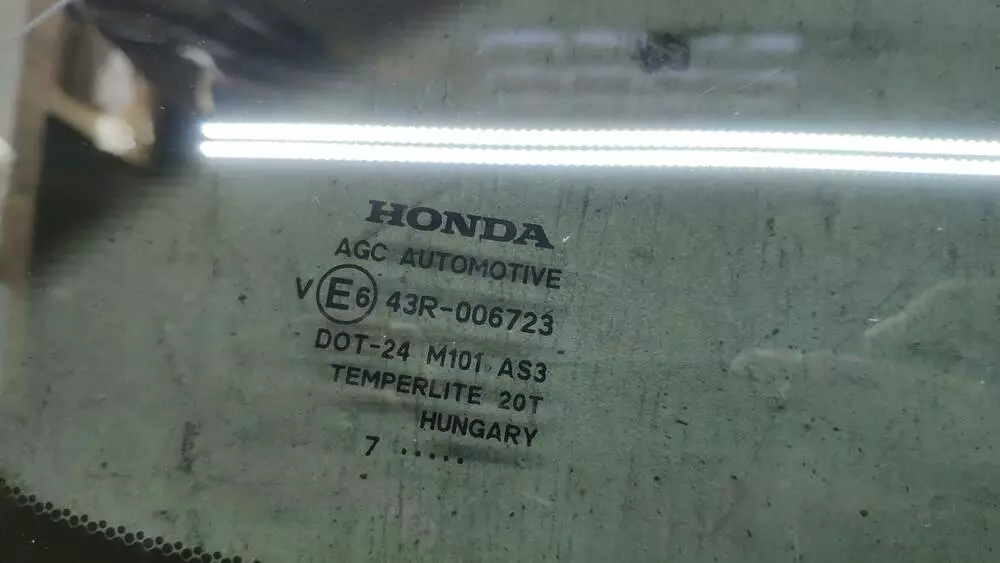 HONDA
AGC AUTOMOTIVE
V E6 43R-006723
DOT-24 M101 AS3
TEMPERLITE 20T
HUNGARY
7 .....